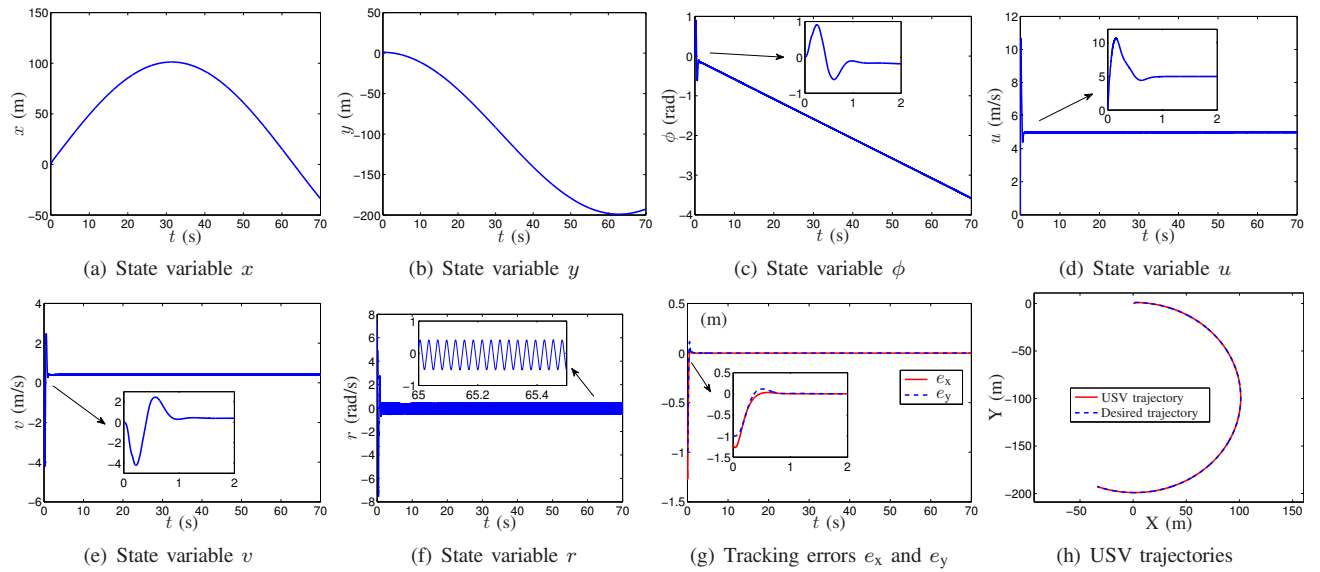 150
100
50
0
−50
0 10 20 30 40 50 60 70
x (m)
t (s)
(a) State variable x
50
0
−50
−100
−150
−200
0 10 20 30 40 50 60 70
y (m)
t (s)
(b) State variable y
1
0
−1
−2
−3
−4
0 10 20 30 40 50 60 70
1
0
−1
0 1 2
ϕ (rad)
t (s)
(c) State variable ϕ
12
10
8
6
4
2
0
0 10 20 30 40 50 60 70
10
5
0
0 1 2
u (m/s)
t (s)
(d) State variable u
4
2
0
−2
−4
−6
0 10 20 30 40 50 60 70
2
0
−2
−4
0 1 2
v (m/s)
t (s)
(e) State variable v
8
6
4
2
0
−2
−4
−6
−8
0 10 20 30 40 50 60 70
1
0
−1
65 65.2 65.4
r (rad/s)
t (s)
(f) State variable r
0.5
0
−0.5
−1
−1.5
0 10 20 30 40 50 60 70
(m)
0.5
0
−0.5
−1
−1.5
0 1 2
ex
ey
t (s)
(g) Tracking errors ex and ey
0
−50
−100
−150
−200
−50 0 50 100 150
Y (m)
USV trajectory
Desired trajectory
X (m)
(h) USV trajectories